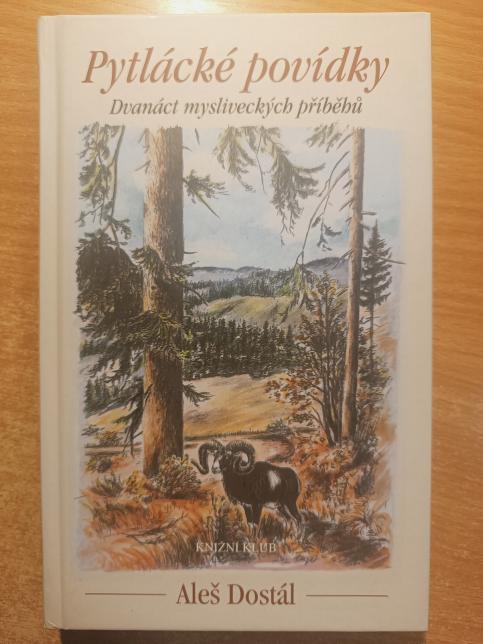 Pytlácké povídky
Dvanáct mysliveckých příběhů
KNIŽNÍ KLUB
Aleš Dostál